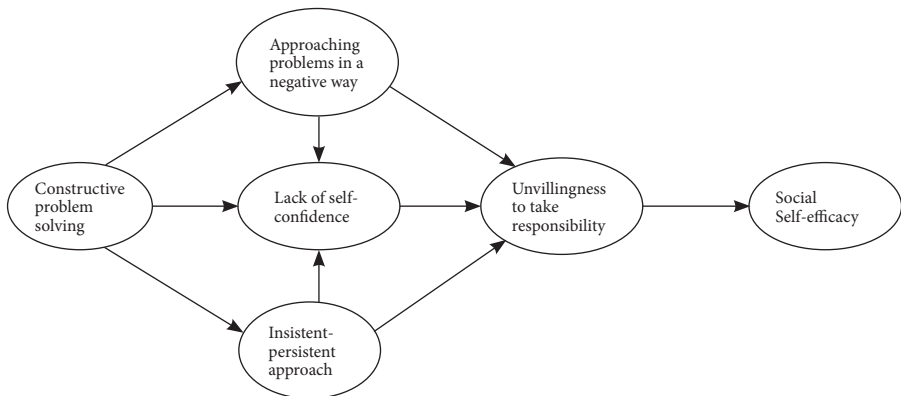 Approaching
problems in a
negative way
Constructive
problem
solving
Lack of self-
confidence
Unvillingness
to take
responsibility
Social
Self-efficacy
Insistent-
persistent
approach